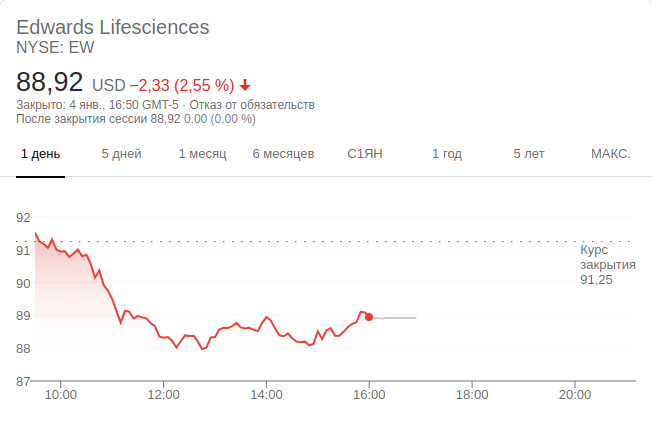 Edwards Lifesciences
NYSE: EW
88,92 USD −2,33 (2,55 %)
Закрыто: 4 янв., 16:50 GMT-5 · Отказ от обязательств
После закрытия сессии 88,92 0,00 (0,00 %)
1 день 5 дней 1 месяц 6 месяцев С1ЯН 1 год 5 лет МАКС.
92
91
90
89
88
87
Курс
закрытия
91,25
10:00 12:00 14:00 16:00 18:00 20:00